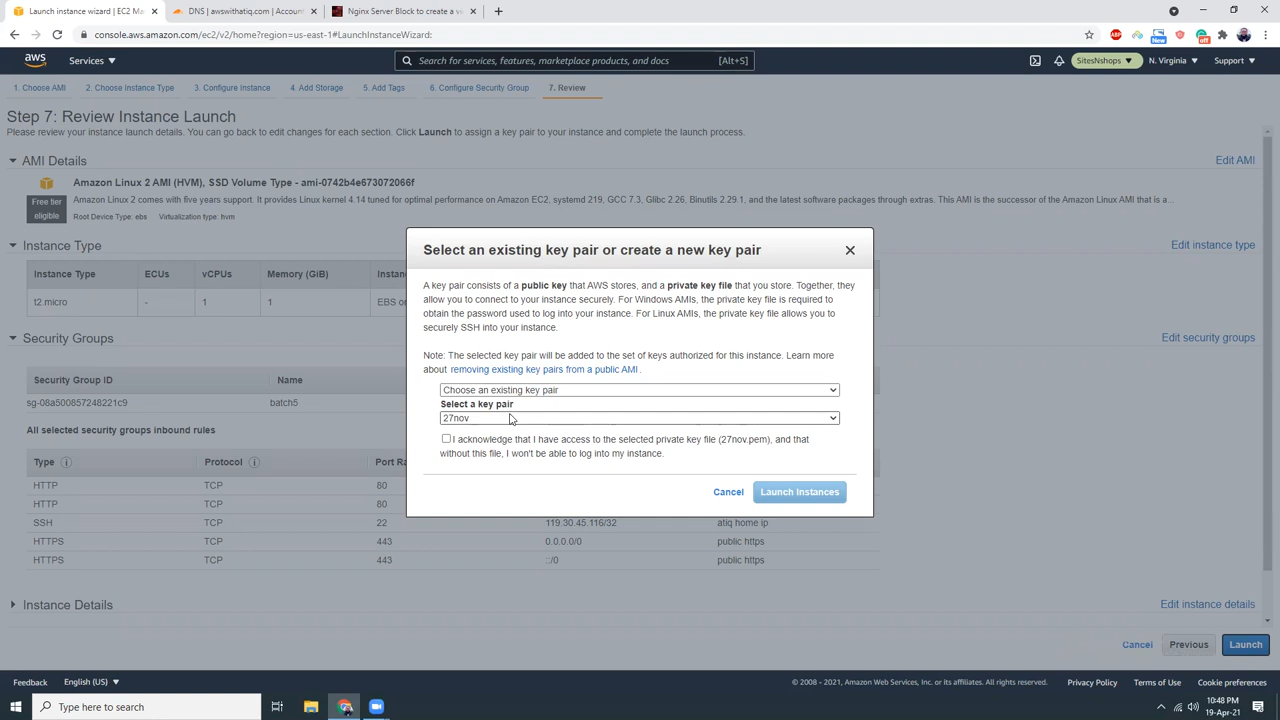 Launch instance wizard | EC2 Ma
DNS | awswithatiq.com | Account
Nginx Server Block to create a va
console.aws.amazon.com/ec2/v2/home?region=us-east-1#LaunchInstanceWizard:
ABP
New
off
aws
Services
Search for services, features, marketplace products, and docs
[Alt+S]
SitesNshops
N. Virginia
Support
1. Choose AMI
2. Choose Instance Type
3. Configure Instance
4. Add Storage
5. Add Tags
6. Configure Security Group
7. Review
Step 7: Review Instance Launch
Please review your instance launch details. You can go back to edit changes for each section. Click Launch to assign a key pair to your instance and complete the launch process.
AMI Details
Edit AMI
Amazon Linux 2 AMI (HVM), SSD Volume Type - ami-0742b4e673072066f
Free tier
eligible
Amazon Linux 2 comes with five years support. It provides Linux kernel 4.14 tuned for optimal performance on Amazon EC2, systemd 219, GCC 7.3, Glibc 2.26, Binutils 2.29.1, and the latest software packages through extras. This AMI is the successor of the Amazon Linux AMI that is a...
Root Device Type: ebs Virtualization type: hvm
Instance Type
Edit instance type
Instance Type
ECUs
vCPUs
Memory (GiB)
Instan
t2.micro
-
1
1
EBS on
Security Groups
Edit security groups
Security Group ID
Name
sg-08a500857248221c9
batch5
All selected security groups inbound rules
Type
Protocol
Port Ra
HTTP TCP 80
HTTP TCP 80
SSH TCP 22 119.30.45.116/32 atiq home ip
HTTPS TCP 443 0.0.0.0/0 public https
HTTPS TCP 443 ::/0 public https
Instance Details
Edit instance details
Select an existing key pair or create a new key pair
A key pair consists of a public key that AWS stores, and a private key file that you store. Together, they
allow you to connect to your instance securely. For Windows AMIs, the private key file is required to
obtain the password used to log into your instance. For Linux AMIs, the private key file allows you to
securely SSH into your instance.
Note: The selected key pair will be added to the set of keys authorized for this instance. Learn more
about removing existing key pairs from a public AMI .
Choose an existing key pair
Select a key pair
27nov
I acknowledge that I have access to the selected private key file (27nov.pem), and that
without this file, I won't be able to log into my instance.
Cancel
Launch Instances
Cancel
Previous
Launch
Feedback
English (US)
© 2008 - 2021, Amazon Web Services, Inc. or its affiliates. All rights reserved.
Privacy Policy
Terms of Use
Cookie preferences
Type here to search
10:48 PM
19-Apr-21